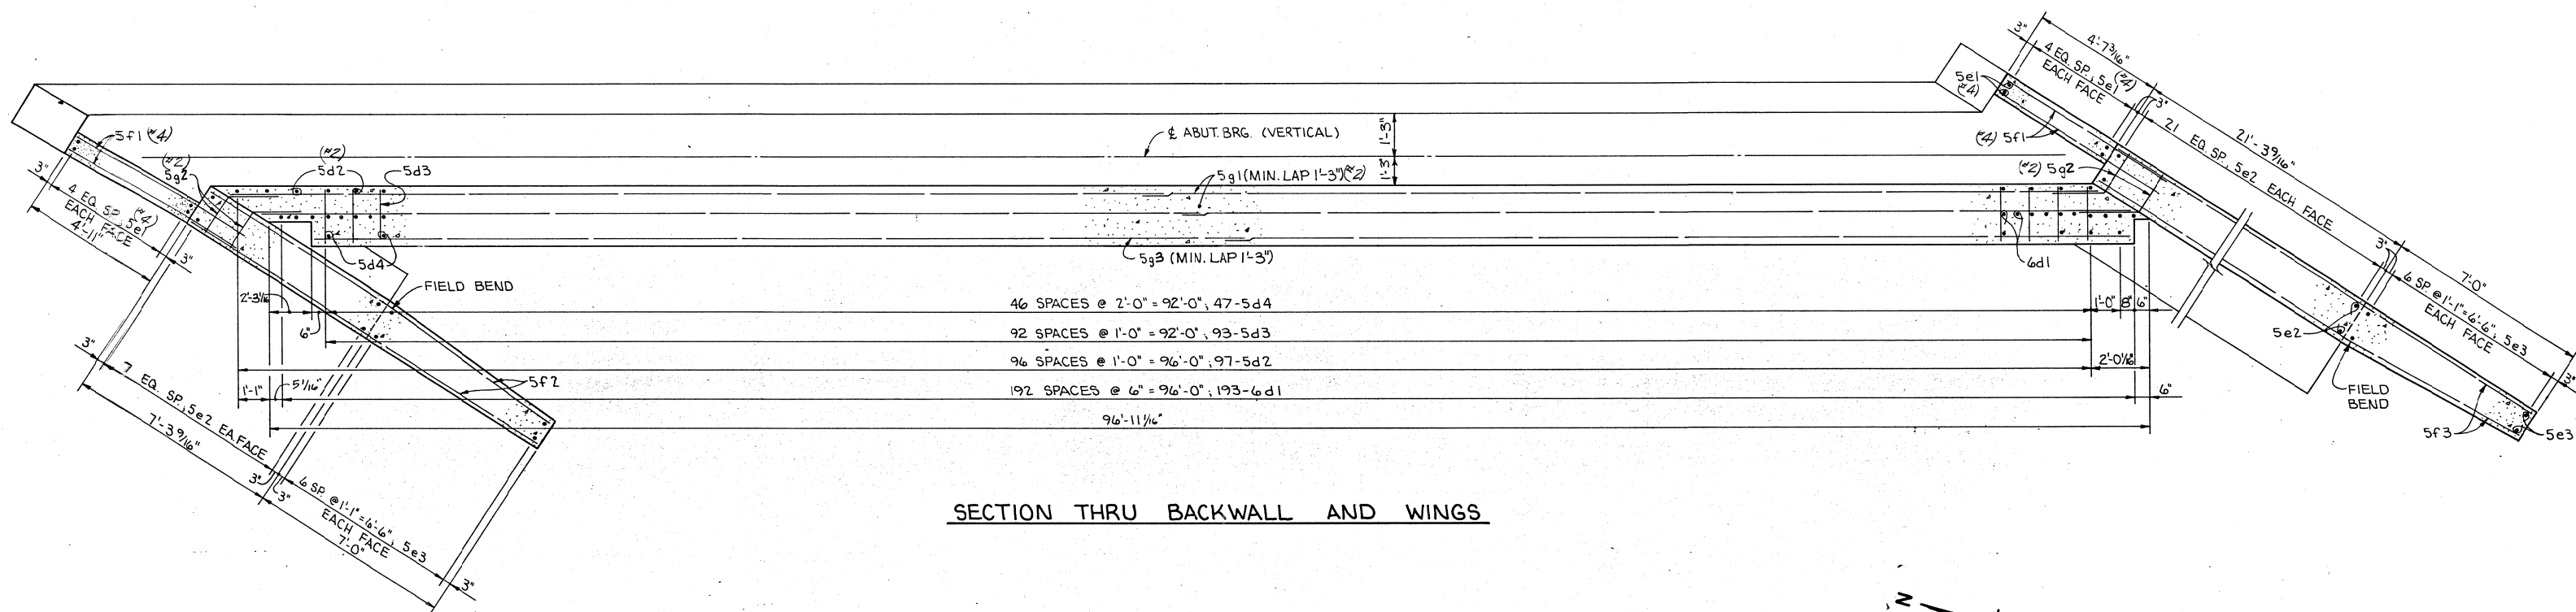 5f1 (#4)
(#2)
5g2
(#2)
5d2
5d3
3"
4 EQ. SP., 5e1 (#4)
EACH FACE
4'-11"
3"
5d4
FIELD BEND
2'-3 1/16"
6"
3"
7 EQ. SP., 5e2 EA. FACE
7'-3 9/16"
1'-1"
5 1/16"
3"
3"
6 SP. @ 1'-1" = 6'-6", 5e3
EACH FACE
7'-0"
3"
5f2
℄ ABUT. BRG. (VERTICAL)
1'-3"
1'-3"
5g1 (MIN. LAP 1'-3") (#2)
5g3 (MIN. LAP 1'-3")
46 SPACES @ 2'-0" = 92'-0"; 47-5d4
92 SPACES @ 1'-0" = 92'-0"; 93-5d3
96 SPACES @ 1'-0" = 96'-0"; 97-5d2
192 SPACES @ 6" = 96'-0"; 193-6d1
96'-11 1/16"
1'-0"
8"
6"
2'-0 1/16"
6"
6d1
5e1
(#4)
(#4) 5f1
(#2) 5g2
3"
4'-7 3/16"
4 EQ. SP., 5e1 (#4)
EACH FACE
3"
21'-3 9/16"
21 EQ. SP., 5e2 EACH FACE
3"
7'-0"
6 SP. @ 1'-1" = 6'-6", 5e3
EACH FACE
3"
5e2
FIELD
BEND
5f3
5e3
SECTION THRU BACKWALL AND WINGS
N